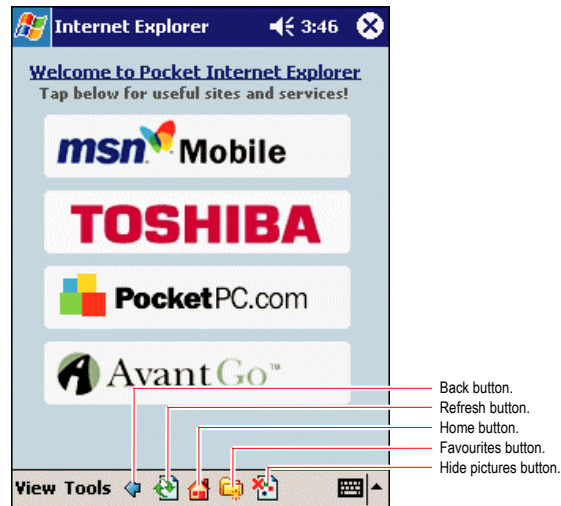 Internet Explorer 3:46
Welcome to Pocket Internet Explorer
Tap below for useful sites and services!
msn Mobile
TOSHIBA
PocketPC.com
AvantGo™
Back button.
Refresh button.
Home button.
Favourites button.
Hide pictures button.
View Tools